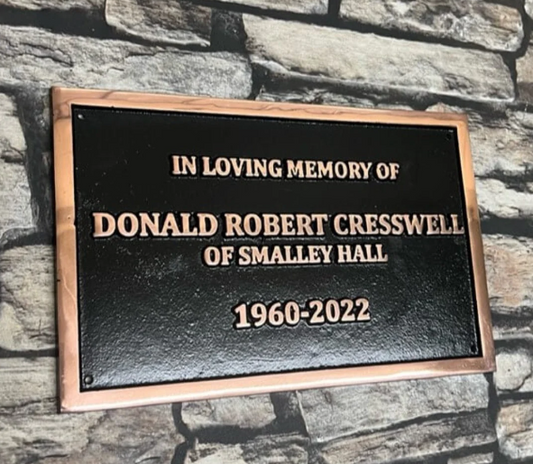 IN LOVING MEMORY OF
DONALD ROBERT CRESSWELL
OF SMALLEY HALL
1960-2022